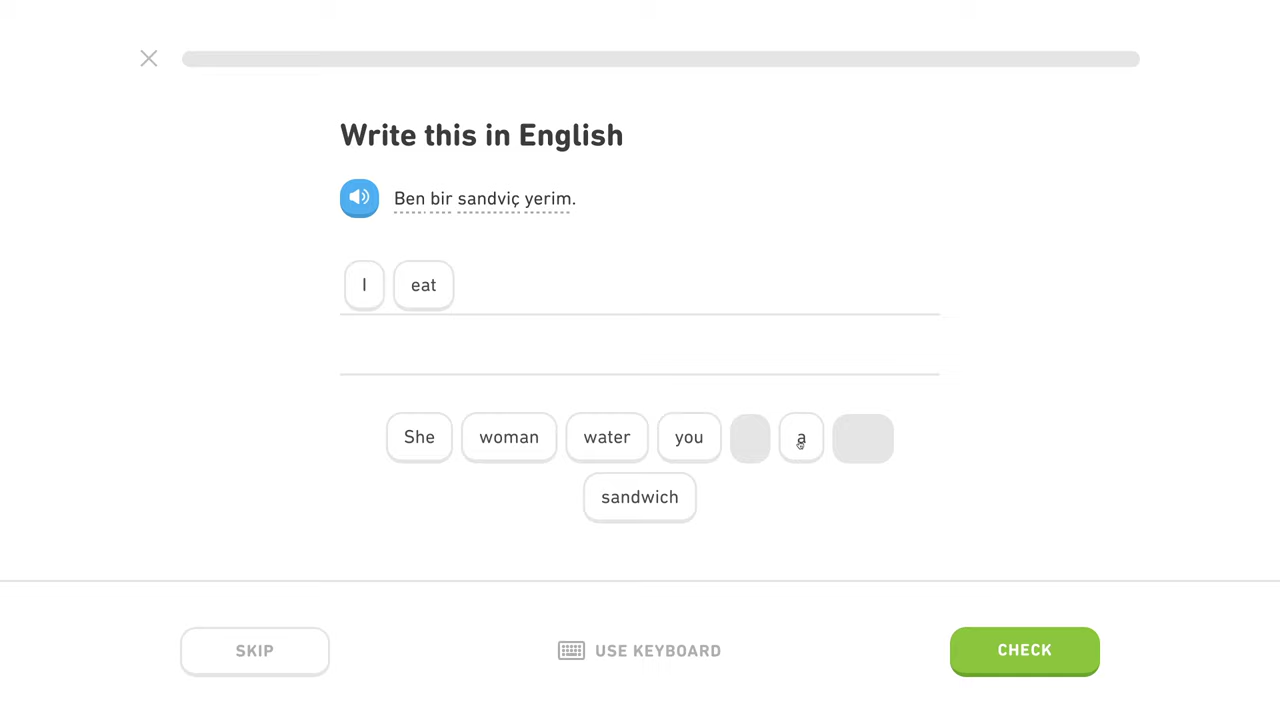 Write this in English
Ben bir sandviç yerim.
I eat
She woman water you a
sandwich
SKIP USE KEYBOARD CHECK